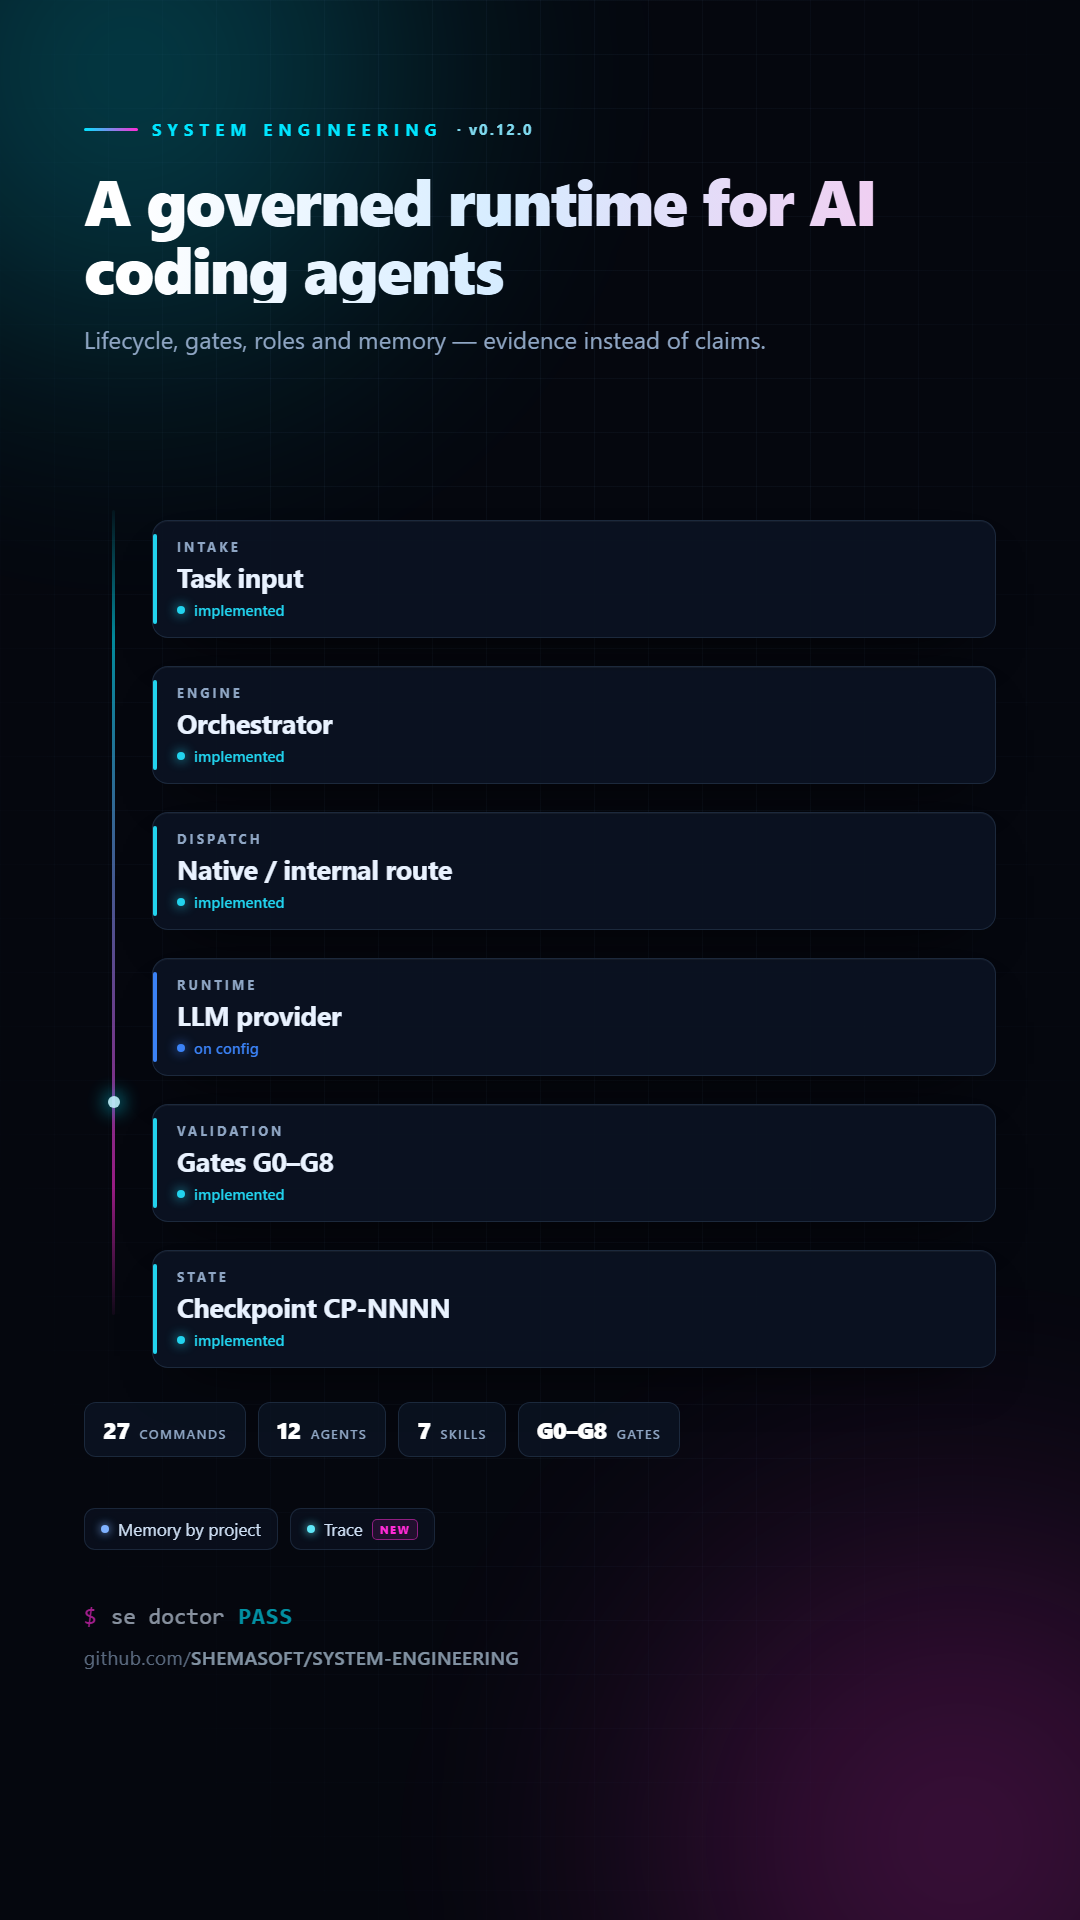 SYSTEM ENGINEERING · v0.12.0
A governed runtime for AI
coding agents
Lifecycle, gates, roles and memory — evidence instead of claims.
INTAKE
Task input
implemented
ENGINE
Orchestrator
implemented
DISPATCH
Native / internal route
implemented
RUNTIME
LLM provider
on config
VALIDATION
Gates G0–G8
implemented
STATE
Checkpoint CP-NNNN
implemented
27 COMMANDS 12 AGENTS 7 SKILLS G0–G8 GATES
Memory by project Trace NEW
$ se doctor PASS
github.com/SHEMASOFT/SYSTEM-ENGINEERING